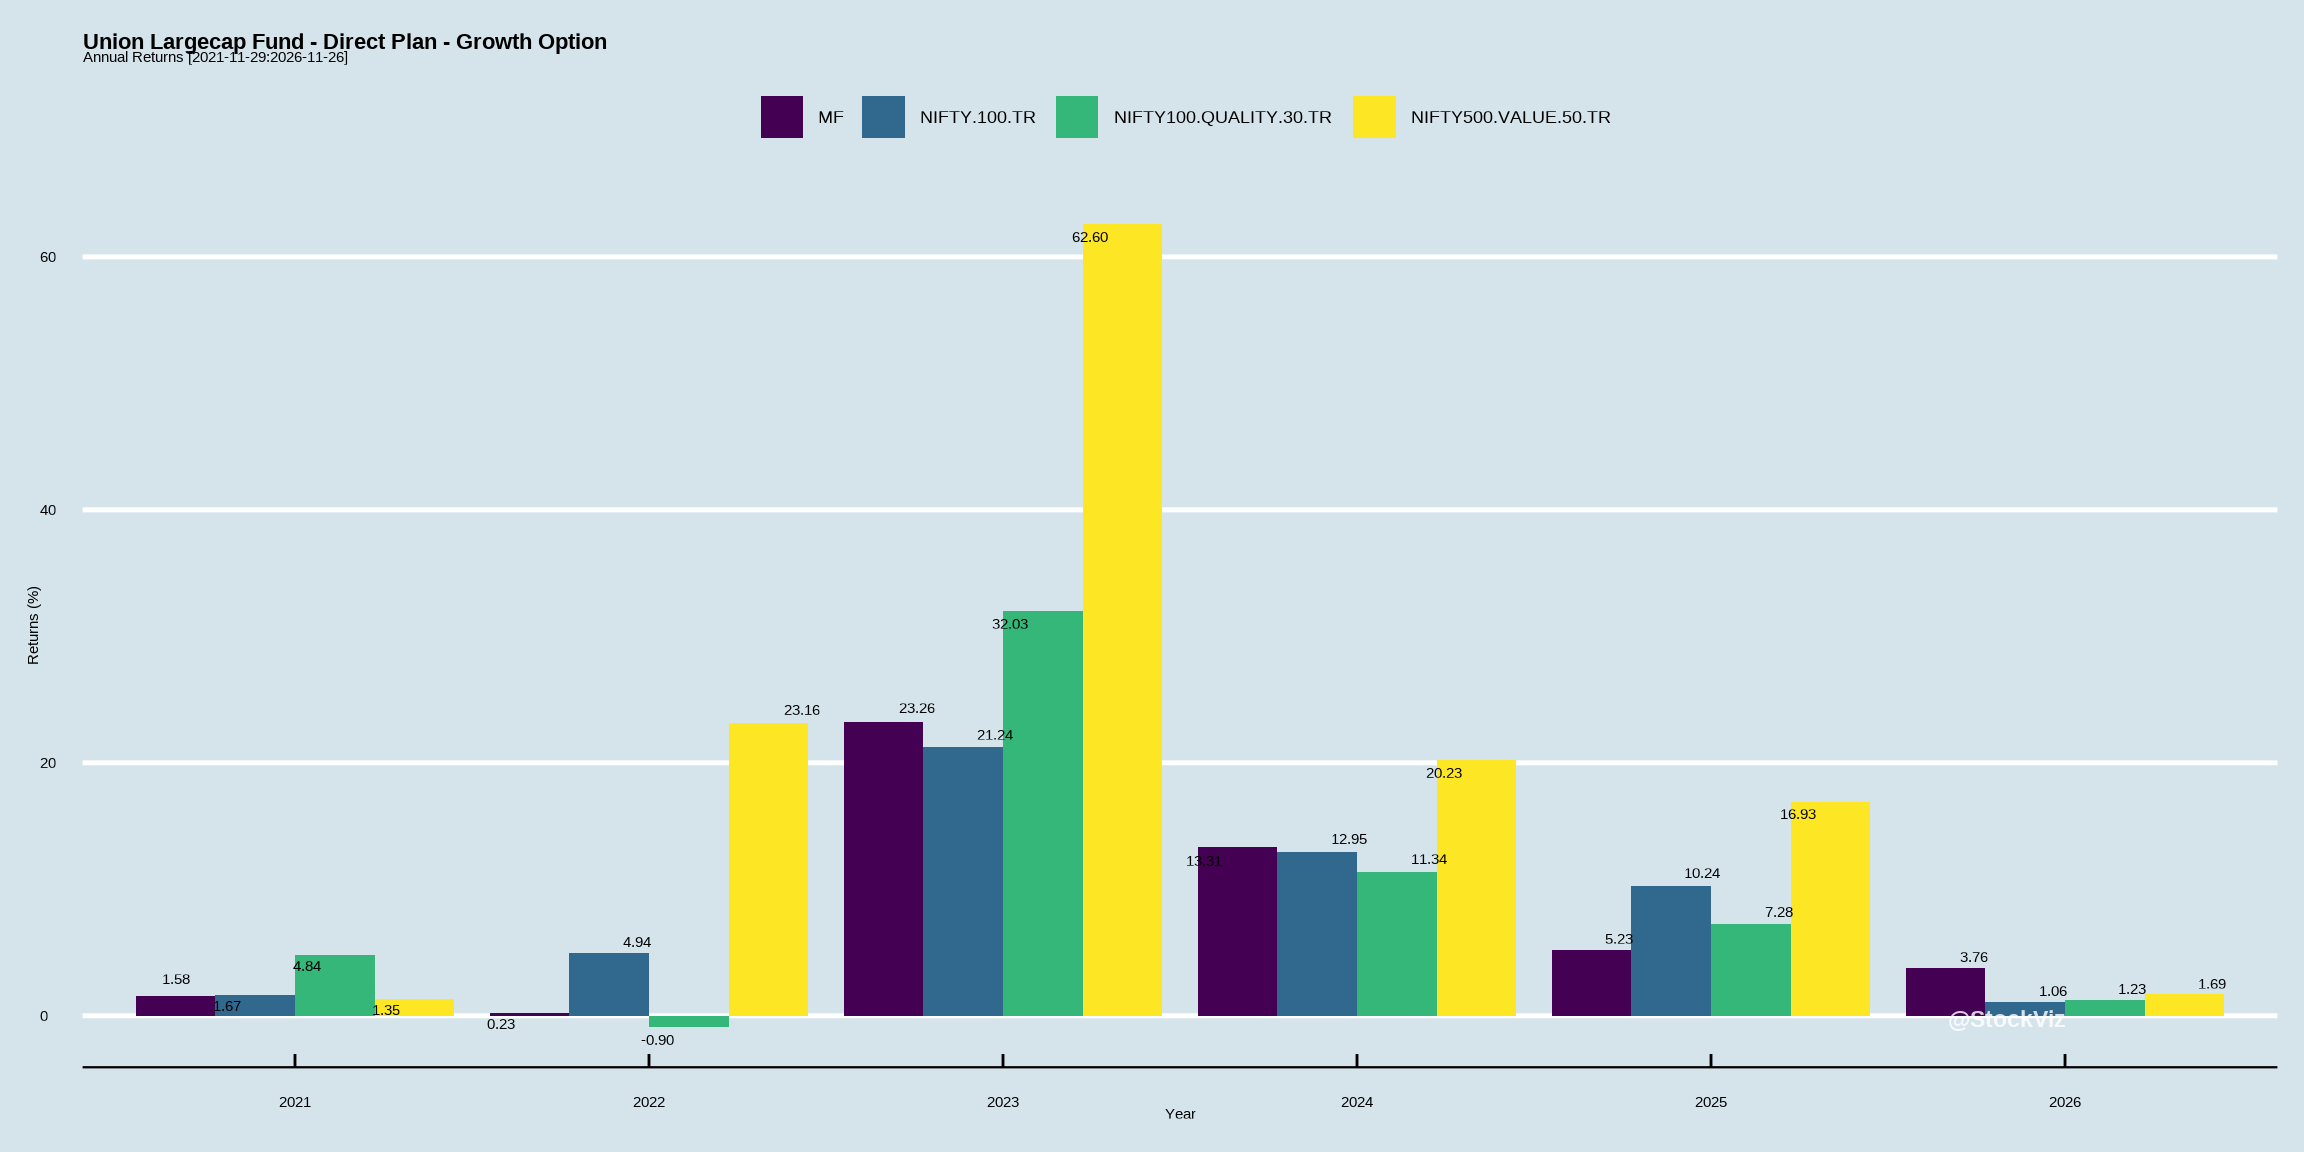 Union Largecap Fund - Direct Plan - Growth Option
Annual Returns [2021-11-29:2026-11-26]
MF NIFTY.100.TR NIFTY100.QUALITY.30.TR NIFTY500.VALUE.50.TR
62.60
60
40
Returns (%)
32.03
23.16 23.26
21.24
20 20.23
16.93
13.31 12.95 11.34
5.23 10.24 7.28
1.58 1.67 4.84 1.35
4.94
3.76 1.06 1.23 1.69
0 0.23
-0.90
@StockViz
2021 2022 2023 2024 2025 2026
Year